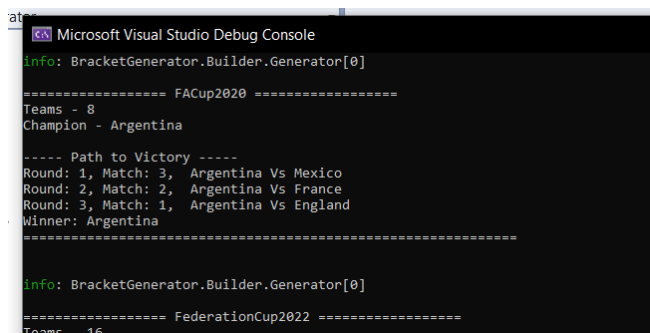 Microsoft Visual Studio Debug Console
info: BracketGenerator.Builder.Generator[0]
================== FACup2020 ==================
Teams - 8
Champion - Argentina
----- Path to Victory -----
Round: 1, Match: 3,  Argentina Vs Mexico
Round: 2, Match: 2,  Argentina Vs France
Round: 3, Match: 1,  Argentina Vs England
Winner: Argentina
==============================================================
info: BracketGenerator.Builder.Generator[0]
================== FederationCup2022 ==================
Teams - 16